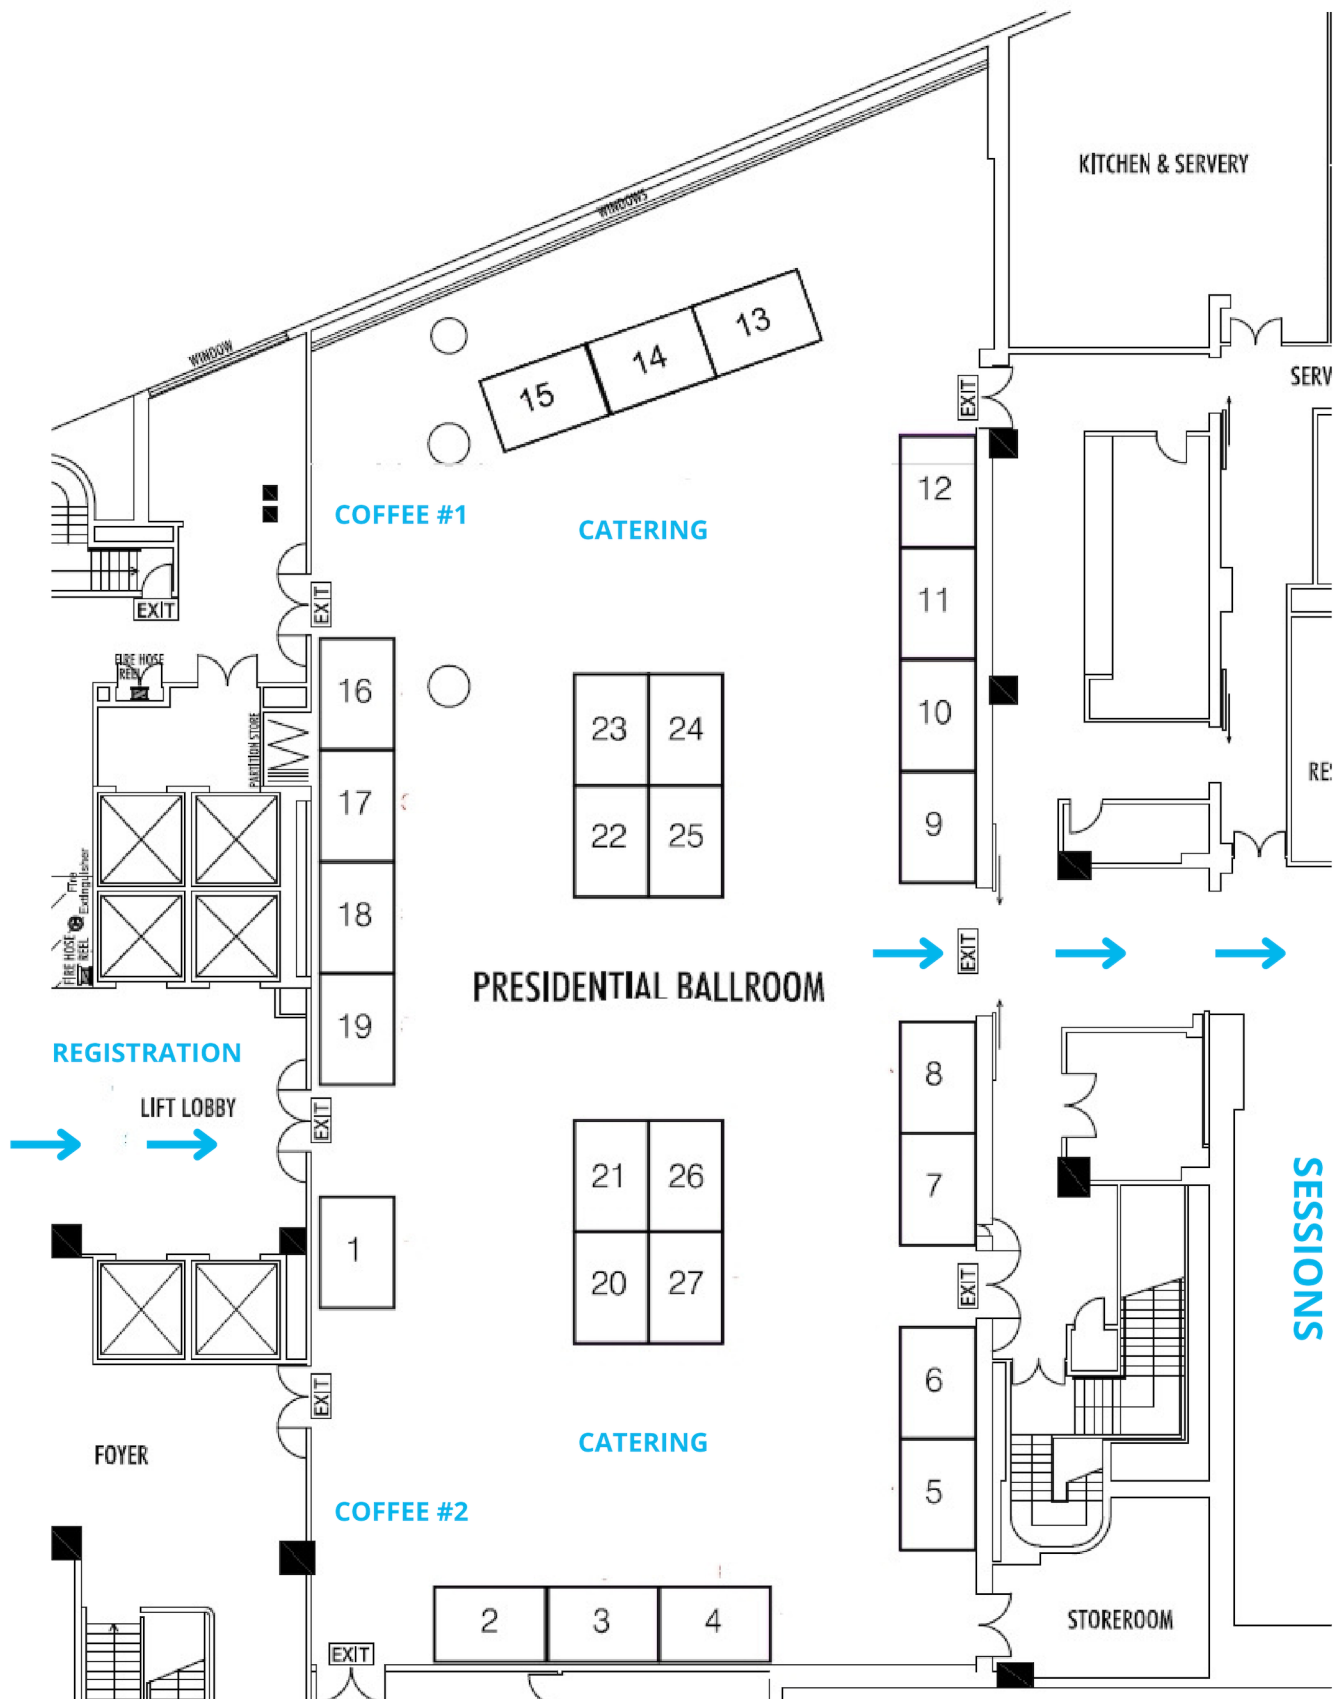 KITCHEN & SERVERY
WINDOWS
WINDOW
13
14
15
EXIT
SERV
12
COFFEE #1
CATERING
11
EXIT
EXIT
FIRE HOSE
REEL
16
23
24
10
PARTITION STORE
RES
17
22
25
9
Fire
Extinguisher
18
FIRE HOSE
REEL
EXIT
PRESIDENTIAL BALLROOM
19
REGISTRATION
8
LIFT LOBBY
EXIT
21
26
7
SESSIONS
1
20
27
EXIT
6
EXIT
FOYER
CATERING
5
COFFEE #2
2
3
4
STOREROOM
EXIT